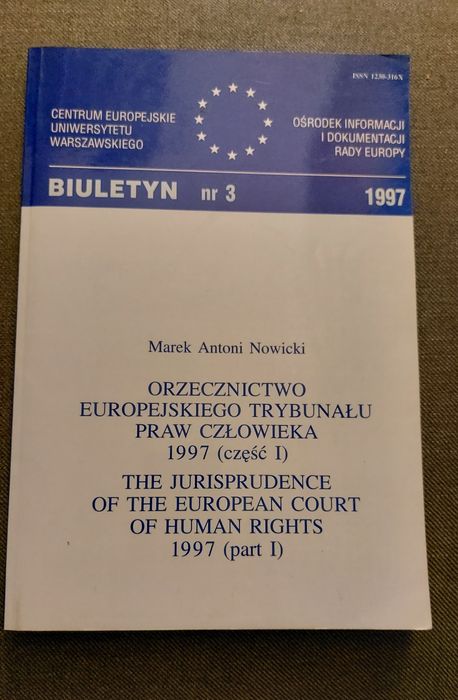 ISSN 1230-316X
CENTRUM EUROPEJSKIE
UNIWERSYTETU
WARSZAWSKIEGO
OŚRODEK INFORMACJI
I DOKUMENTACJI
RADY EUROPY
BIULETYN nr 3
1997
Marek Antoni Nowicki
ORZECZNICTWO
EUROPEJSKIEGO TRYBUNAŁU
PRAW CZŁOWIEKA
1997 (część I)
THE JURISPRUDENCE
OF THE EUROPEAN COURT
OF HUMAN RIGHTS
1997 (part I)